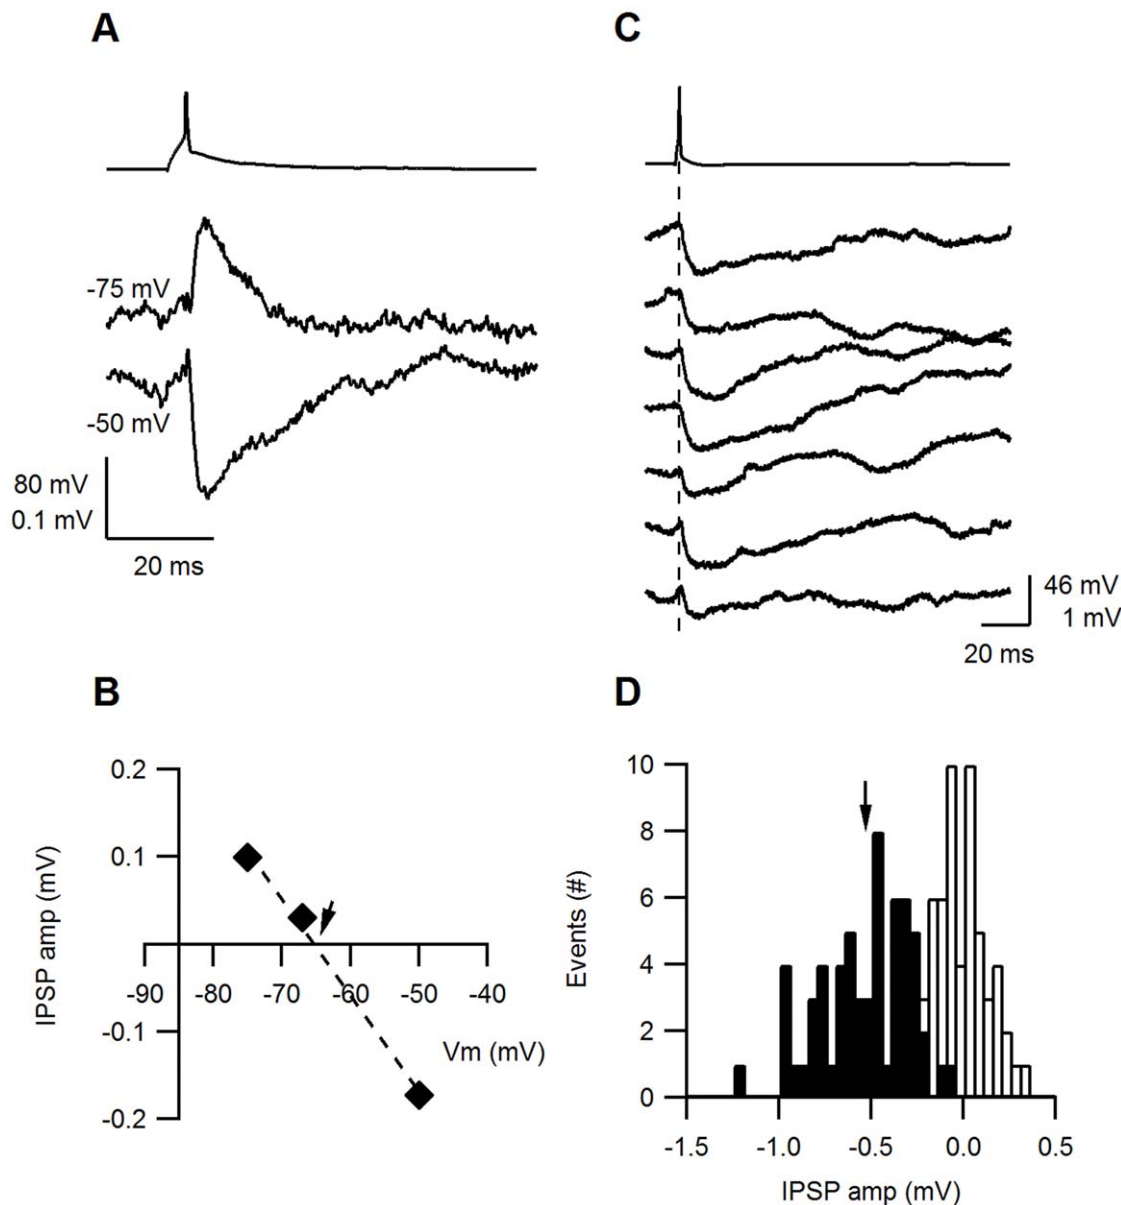 A
C
-75 mV
-50 mV
80 mV
0.1 mV
20 ms
46 mV
1 mV
20 ms
B
D
0.2
0.1
-0.1
-0.2
IPSP amp (mV)
-90 -80 -70 -60 -50 -40
Vm (mV)
10
8
6
4
2
0
Events (#)
-1.5 -1.0 -0.5 0.0 0.5
IPSP amp (mV)